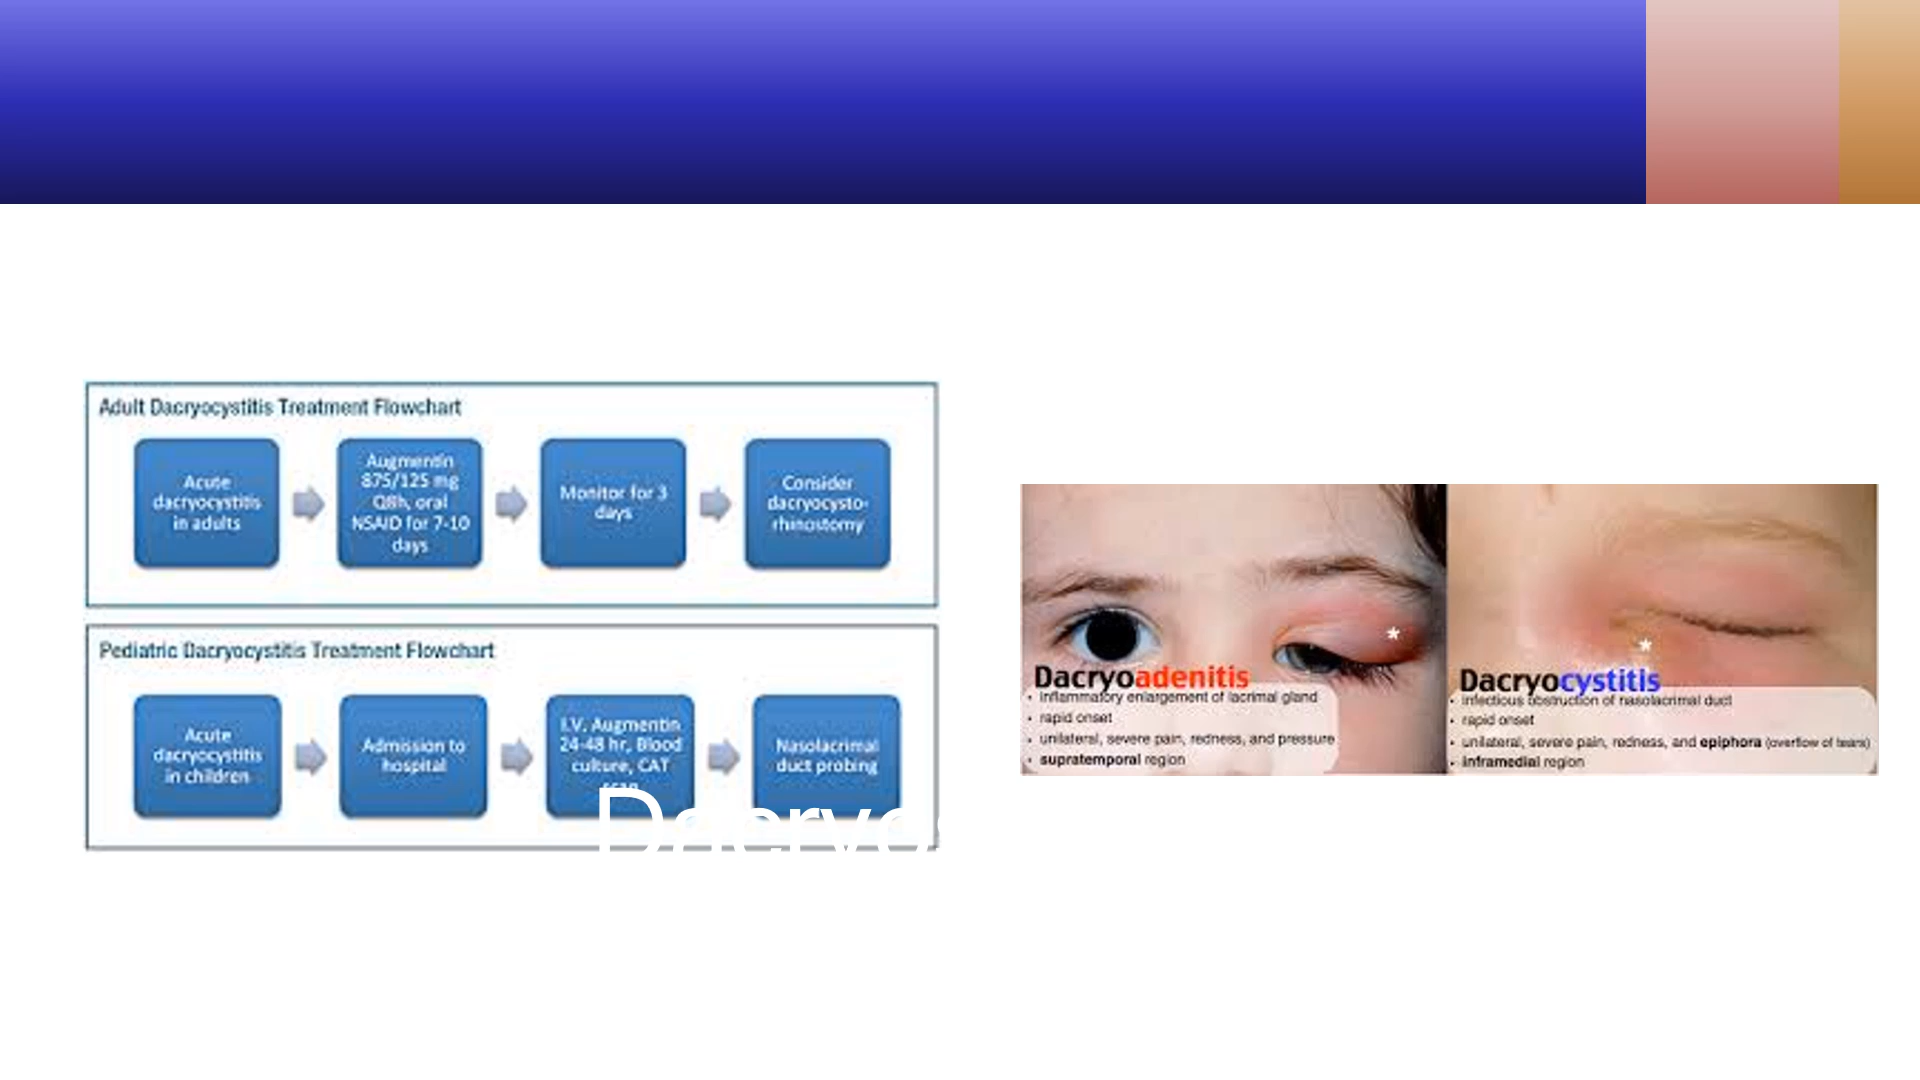 Adult Dacryocystitis Treatment Flowchart
Acute
dacryocystitis
in adults
Augmentin
875/125 mg
Q8h, oral
NSAID for 7-10
days
Monitor for 3
days
Consider
dacryocysto-
rhinostomy
Pediatric Dacryocystitis Treatment Flowchart
Acute
dacryocystitis
in children
Admission to
hospital
I.V. Augmentin
24-48 hr, Blood
culture, CAT
Nasolacrimal
duct probing
Dacryoadenitis
• inflammatory enlargement of lacrimal gland
• rapid onset
• unilateral, severe pain, redness, and pressure
• supratemporal region
Dacryocystitis
• infectious obstruction of nasolacrimal duct
• rapid onset
• unilateral, severe pain, redness, and epiphora (overflow of tears)
• inframedial region